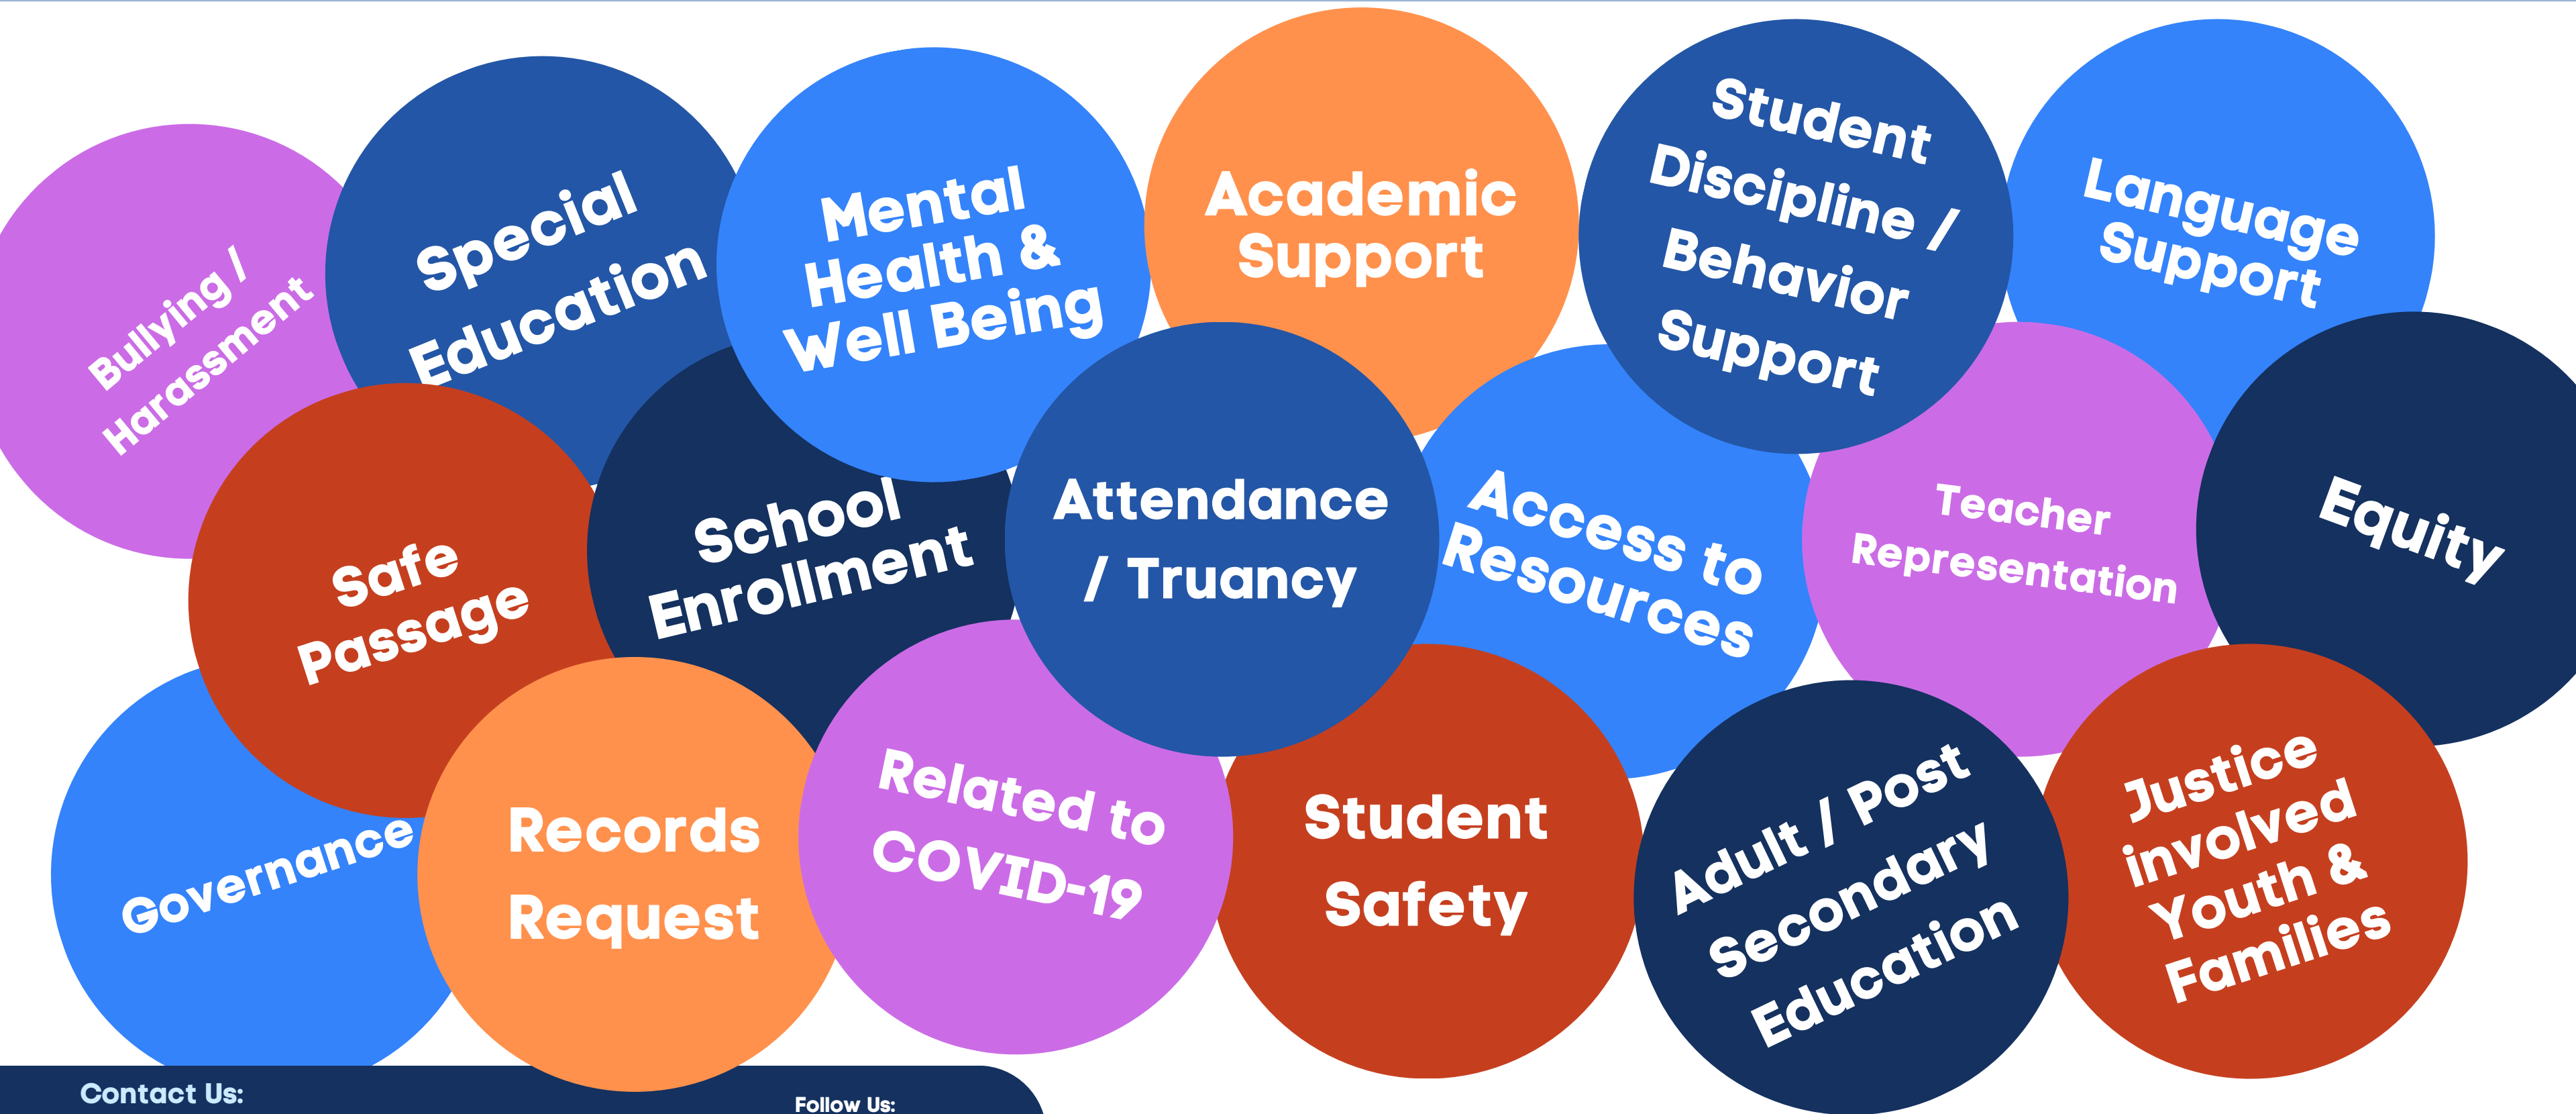 Bullying /
Harassment
Special
Education
Mental
Health &
Well Being
Academic
Support
Student
Discipline /
Behavior
Support
Language
Support
Safe
Passage
School
Enrollment
Attendance
/ Truancy
Access to
Resources
Teacher
Representation
Equity
Governance
Records
Request
Related to
COVID-19
Student
Safety
Adult / Post
Secondary
Education
Justice
involved
Youth &
Families
Contact Us:
Follow Us: